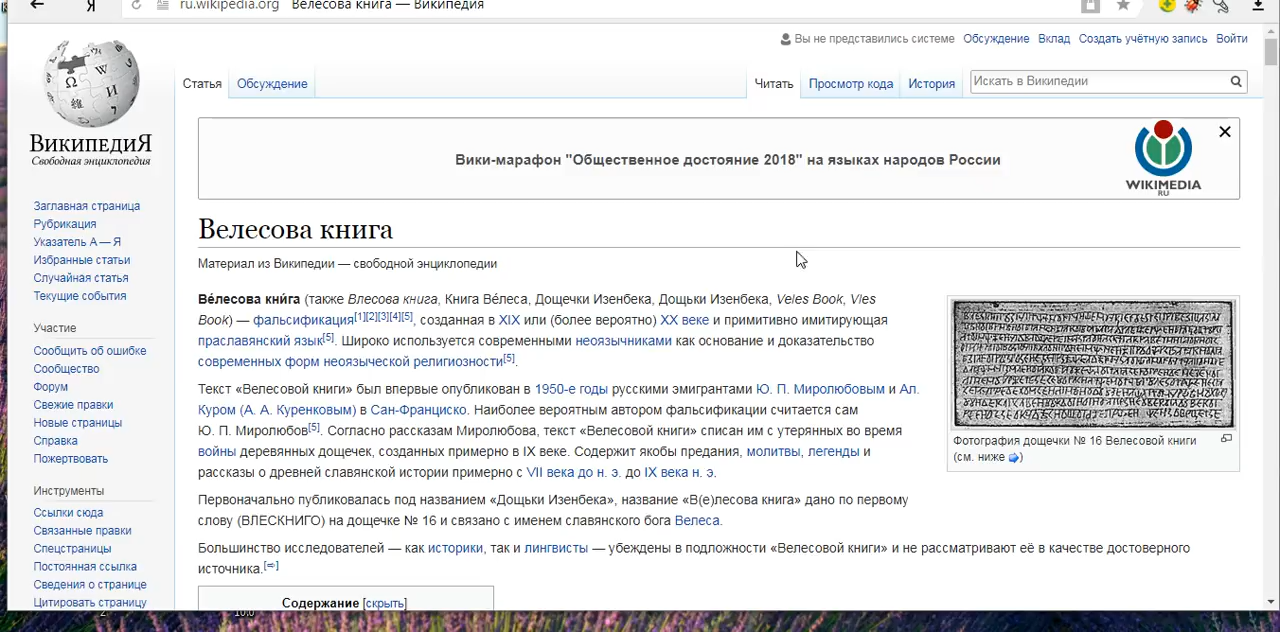 Я ru.wikipedia.org Велесова книга — Википедия
Вы не представились системе Обсуждение Вклад Создать учётную запись Войти
Статья Обсуждение Читать Просмотр кода История Искать в Википедии
ВикипедиЯ
Свободная энциклопедия
Заглавная страница
Рубрикация
Указатель А — Я
Избранные статьи
Случайная статья
Текущие события
Участие
Сообщить об ошибке
Сообщество
Форум
Свежие правки
Новые страницы
Справка
Пожертвовать
Инструменты
Ссылки сюда
Связанные правки
Спецстраницы
Постоянная ссылка
Сведения о странице
Цитировать страницу
Вики-марафон "Общественное достояние 2018" на языках народов России
WIKIMEDIA
RU
Велесова книга
Материал из Википедии — свободной энциклопедии
Ве́лесова кни́га (также Влесова книга, Книга Ве́леса, Дощечки Изенбека, Дощьки Изенбека, Veles Book, Vles
Book) — фальсификация[1][2][3][4][5], созданная в XIX или (более вероятно) XX веке и примитивно имитирующая
праславянский язык[5]. Широко используется современными неоязычниками как основание и доказательство
современных форм неоязыческой религиозности[5].
Текст «Велесовой книги» был впервые опубликован в 1950-е годы русскими эмигрантами Ю. П. Миролюбовым и Ал.
Куром (А. А. Куренковым) в Сан-Франциско. Наиболее вероятным автором фальсификации считается сам
Ю. П. Миролюбов[5]. Согласно рассказам Миролюбова, текст «Велесовой книги» списан им с утерянных во время
войны деревянных дощечек, созданных примерно в IX веке. Содержит якобы предания, молитвы, легенды и
рассказы о древней славянской истории примерно с VII века до н. э. до IX века н. э.
Первоначально публиковалась под названием «Дощьки Изенбека», название «В(е)лесова книга» дано по первому
слову (ВЛЕСКНИГО) на дощечке № 16 и связано с именем славянского бога Велеса.
Большинство исследователей — как историки, так и лингвисты — убеждены в подложности «Велесовой книги» и не рассматривают её в качестве достоверного
источника.[⇨]
Содержание [скрыть]
Фотография дощечки № 16 Велесовой книги
(см. ниже)